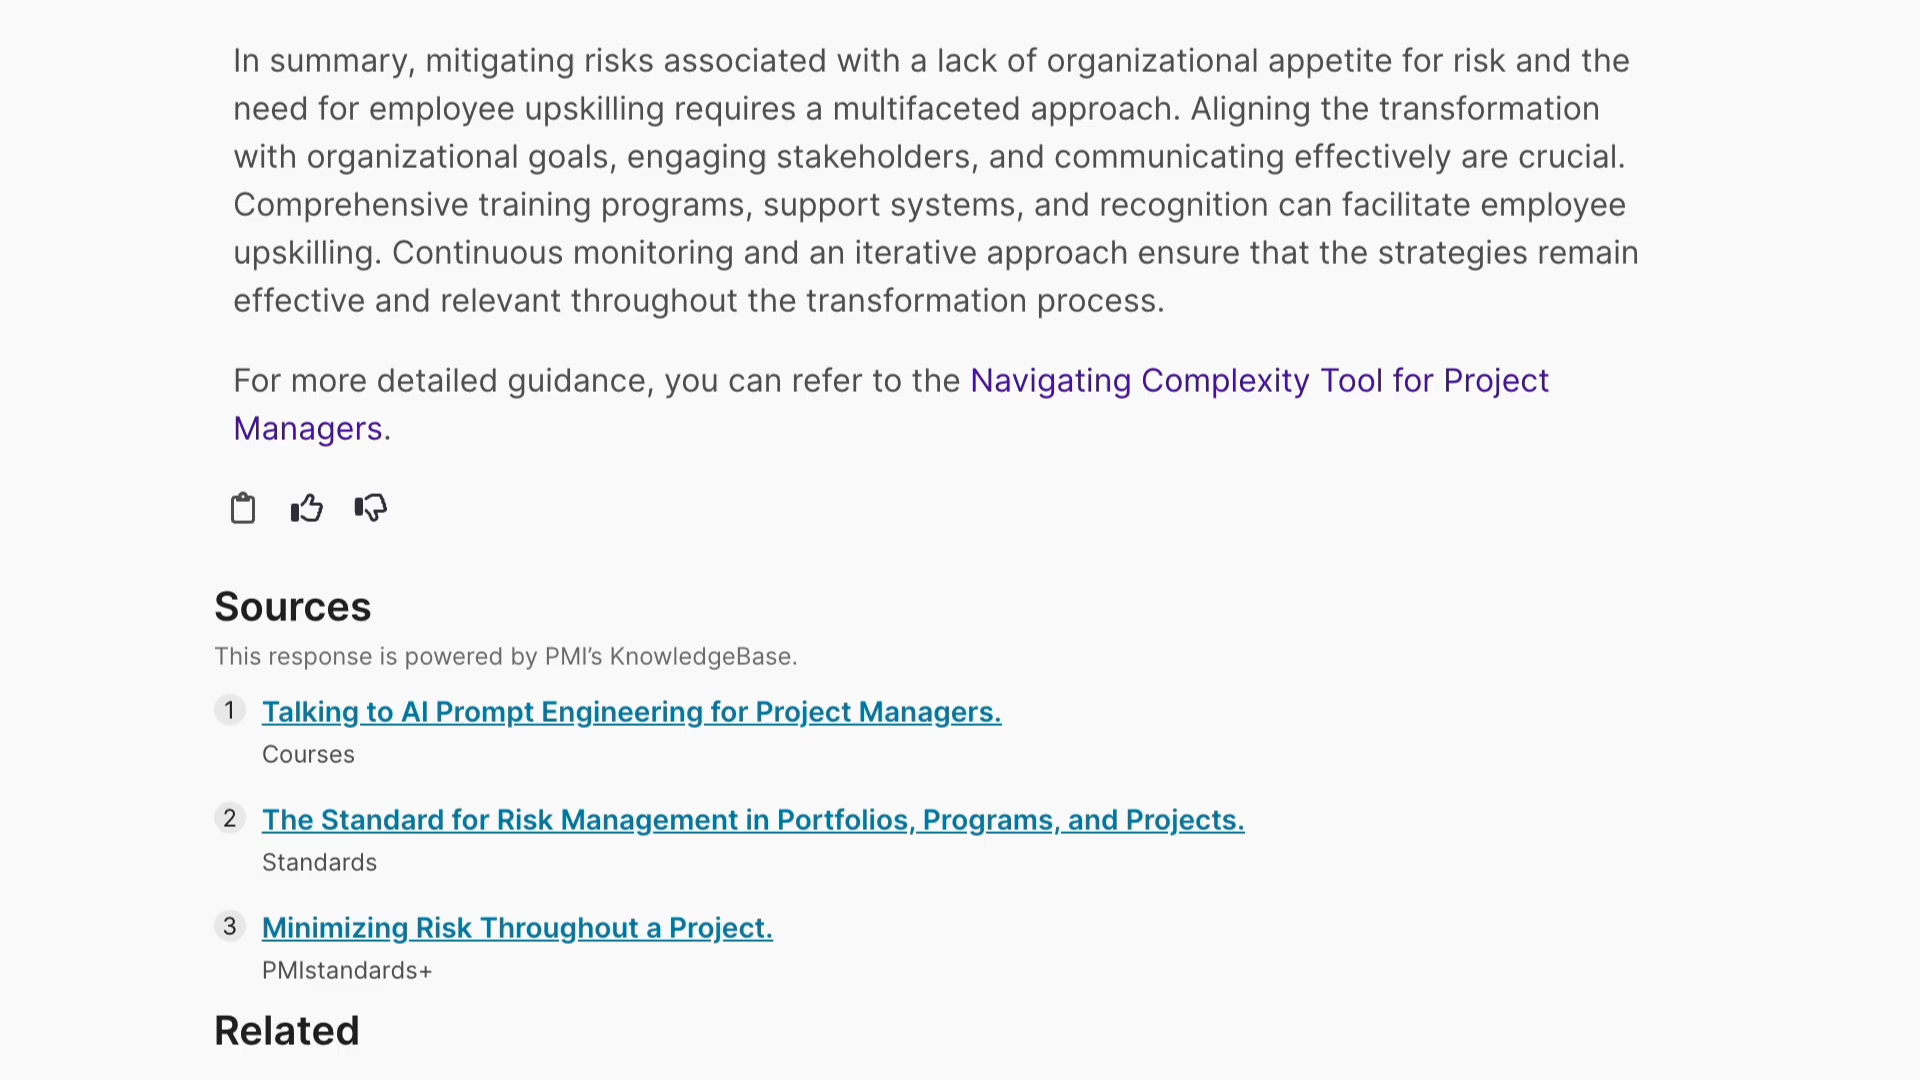 In summary, mitigating risks associated with a lack of organizational appetite for risk and the
need for employee upskilling requires a multifaceted approach. Aligning the transformation
with organizational goals, engaging stakeholders, and communicating effectively are crucial.
Comprehensive training programs, support systems, and recognition can facilitate employee
upskilling. Continuous monitoring and an iterative approach ensure that the strategies remain
effective and relevant throughout the transformation process.
For more detailed guidance, you can refer to the Navigating Complexity Tool for Project
Managers.
Sources
This response is powered by PMI’s KnowledgeBase.
1 Talking to AI Prompt Engineering for Project Managers.
Courses
2 The Standard for Risk Management in Portfolios, Programs, and Projects.
Standards
3 Minimizing Risk Throughout a Project.
PMIstandards+
Related